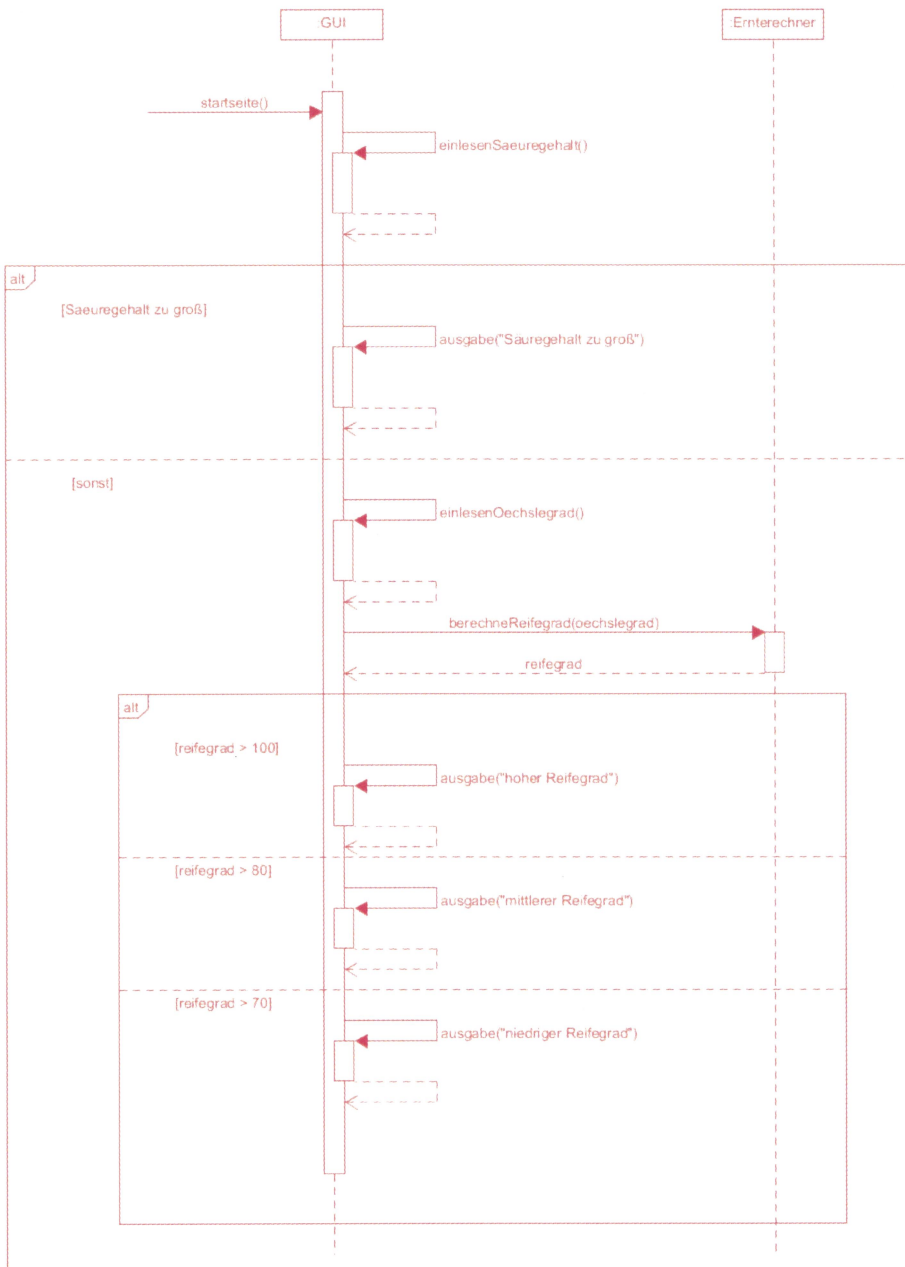 :GUI
:Ernterechner
startseite()
einlesenSaeuregehalt()
alt
[Saeuregehalt zu groß]
ausgabe("Sauregehalt zu groß")
[sonst]
einlesenOechslegrad()
berechneReifegrad(oechslegrad)
reifegrad
alt
[reifegrad > 100]
ausgabe("hoher Reifegrad")
[reifegrad > 80]
ausgabe("mittlerer Reifegrad")
[reifegrad > 70]
ausgabe("niedriger Reifegrad")